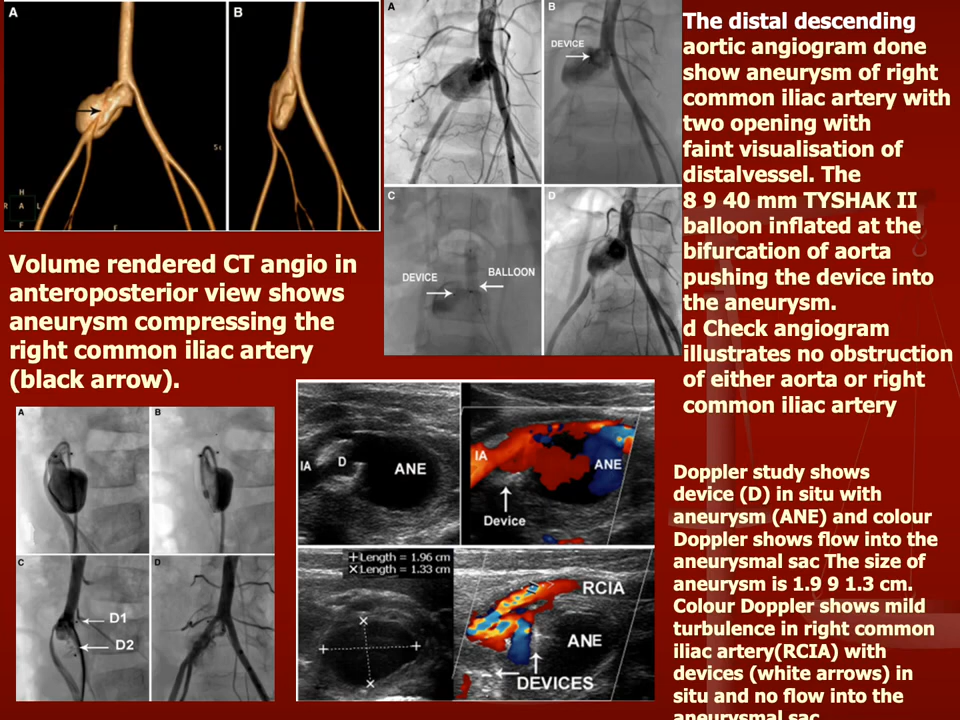 A
B
H
R A L
F
F
Volume rendered CT angio in
anteroposterior view shows
aneurysm compressing the
right common iliac artery
(black arrow).
A
B
DEVICE
C
D
DEVICE
BALLOON
The distal descending
aortic angiogram done
show aneurysm of right
common iliac artery with
two opening with
faint visualisation of
distalvessel. The
8 9 40 mm TYSHAK II
balloon inflated at the
bifurcation of aorta
pushing the device into
the aneurysm.
d Check angiogram
illustrates no obstruction
of either aorta or right
common iliac artery
A
B
C
D
D1
D2
IA
D
ANE
IA
ANE
Device
Length = 1.96 cm
Length = 1.33 cm
RCIA
ANE
DEVICES
Doppler study shows
device (D) in situ with
aneurysm (ANE) and colour
Doppler shows flow into the
aneurysmal sac The size of
aneurysm is 1.9 9 1.3 cm.
Colour Doppler shows mild
turbulence in right common
iliac artery(RCIA) with
devices (white arrows) in
situ and no flow into the
aneurysmal sac